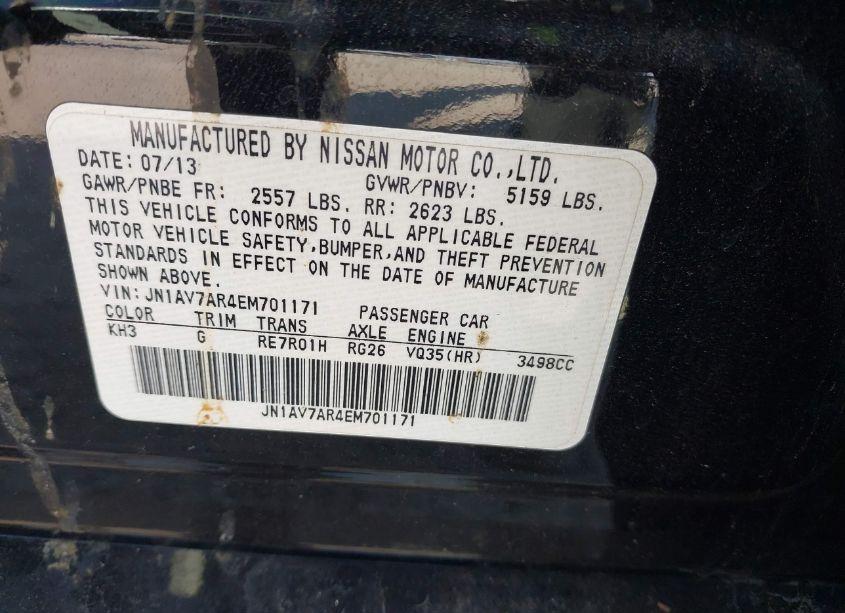 MANUFACTURED BY NISSAN MOTOR CO.,LTD.
DATE: 07/13 GVWR/PNBV: 5159 LBS.
GAWR/PNBE FR: 2557 LBS. RR: 2623 LBS.
THIS VEHICLE CONFORMS TO ALL APPLICABLE FEDERAL
MOTOR VEHICLE SAFETY,BUMPER,AND THEFT PREVENTION
STANDARDS IN EFFECT ON THE DATE OF MANUFACTURE
SHOWN ABOVE.
VIN: JN1AV7AR4EM701171 PASSENGER CAR
COLOR TRIM TRANS AXLE ENGINE
KH3 G RE7R01H RG26 VQ35(HR) 3498CC
JN1AV7AR4EM701171